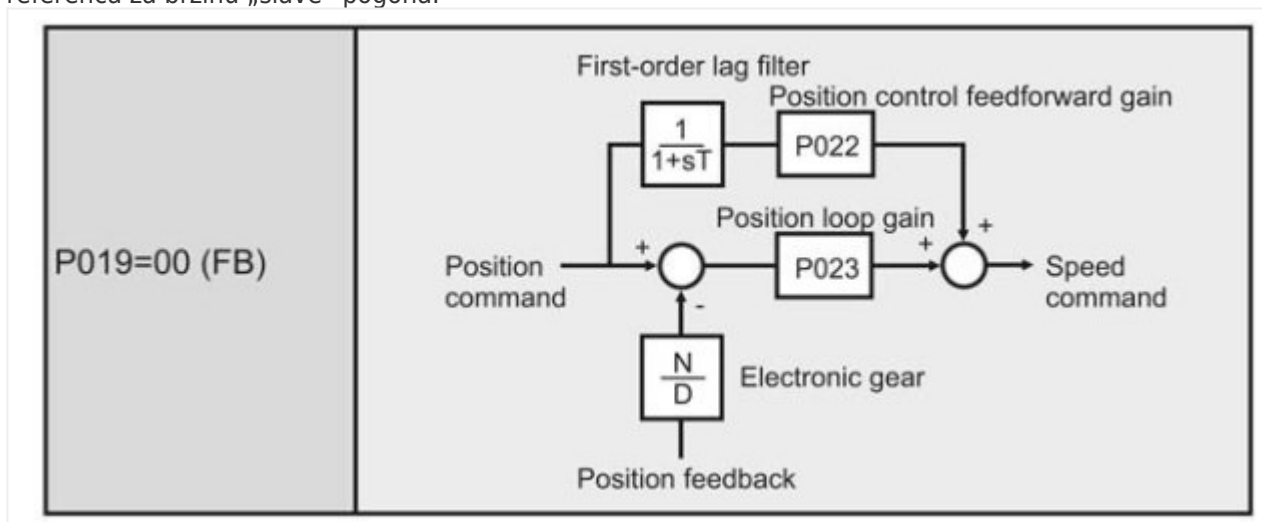 referenca za brzinu „slave“ pogona.
First-order lag filter
Position control feedforward gain
1
1+sT
P022
Position loop gain
+
+
+
P019=00 (FB)
Position
command
P023
Speed
command
-
N
D
Electronic gear
Position feedback